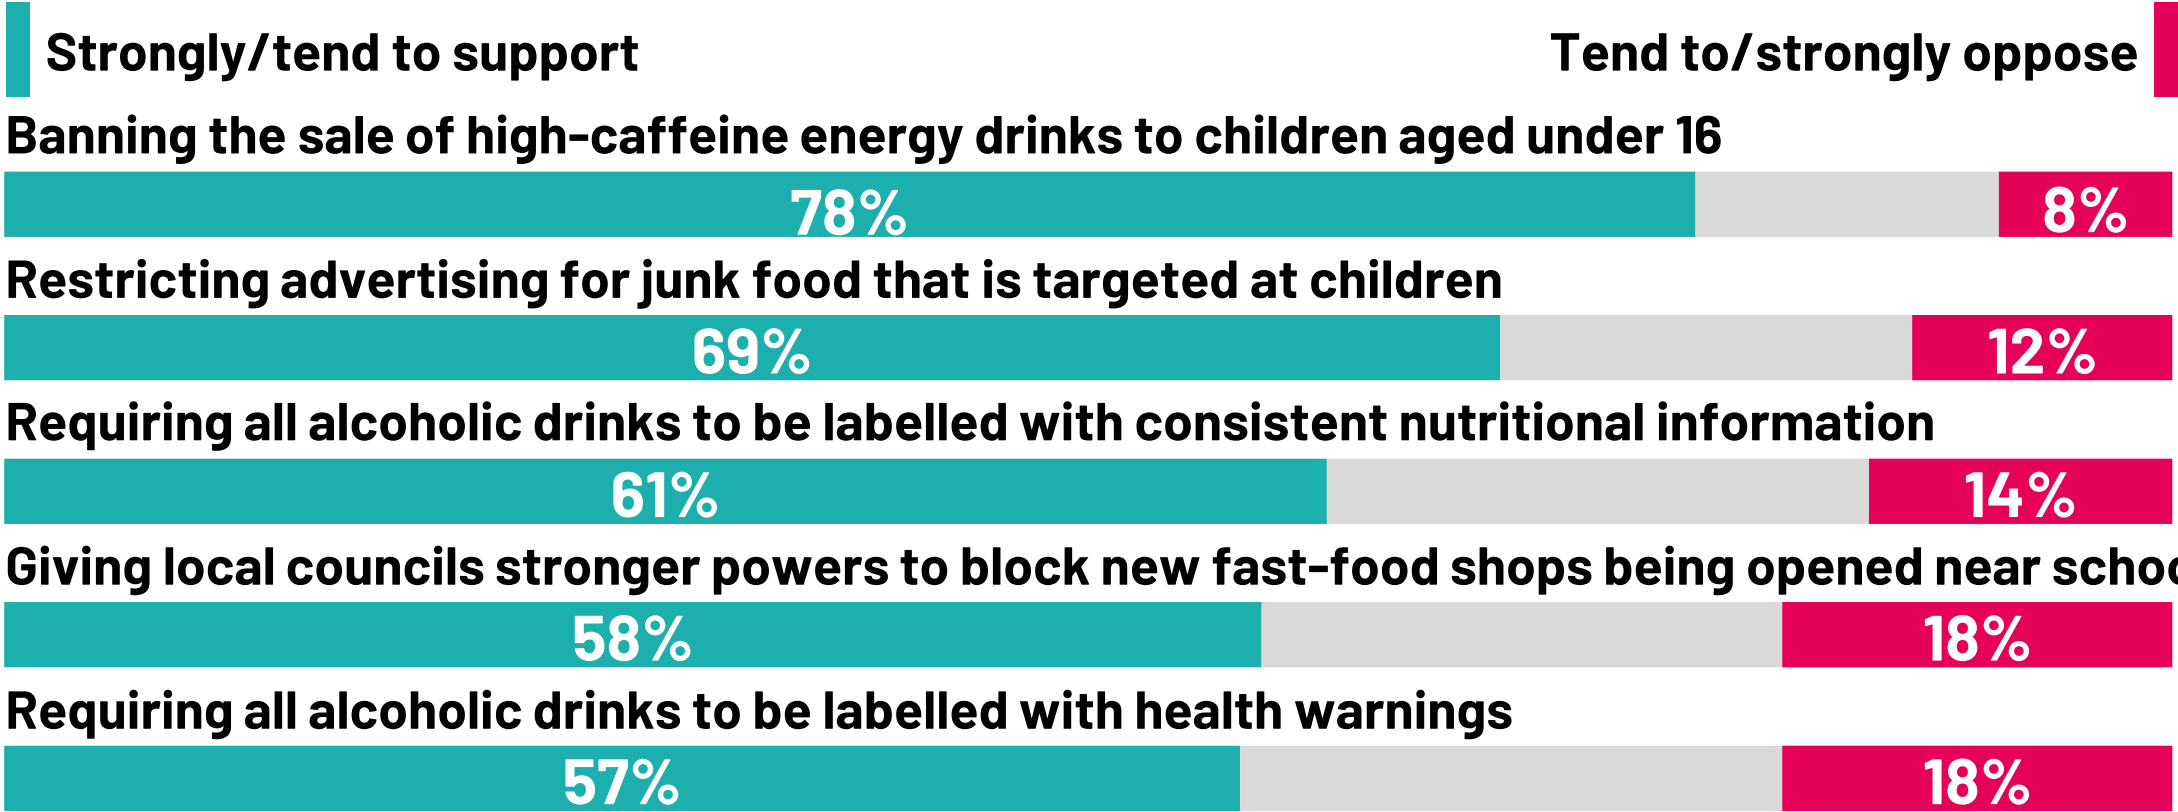 Strongly/tend to support
Tend to/strongly oppose
Banning the sale of high-caffeine energy drinks to children aged under 16
78% 8%
Restricting advertising for junk food that is targeted at children
69% 12%
Requiring all alcoholic drinks to be labelled with consistent nutritional information
61% 14%
Giving local councils stronger powers to block new fast-food shops being opened near
58% 18%
Requiring all alcoholic drinks to be labelled with health warnings
57% 18%